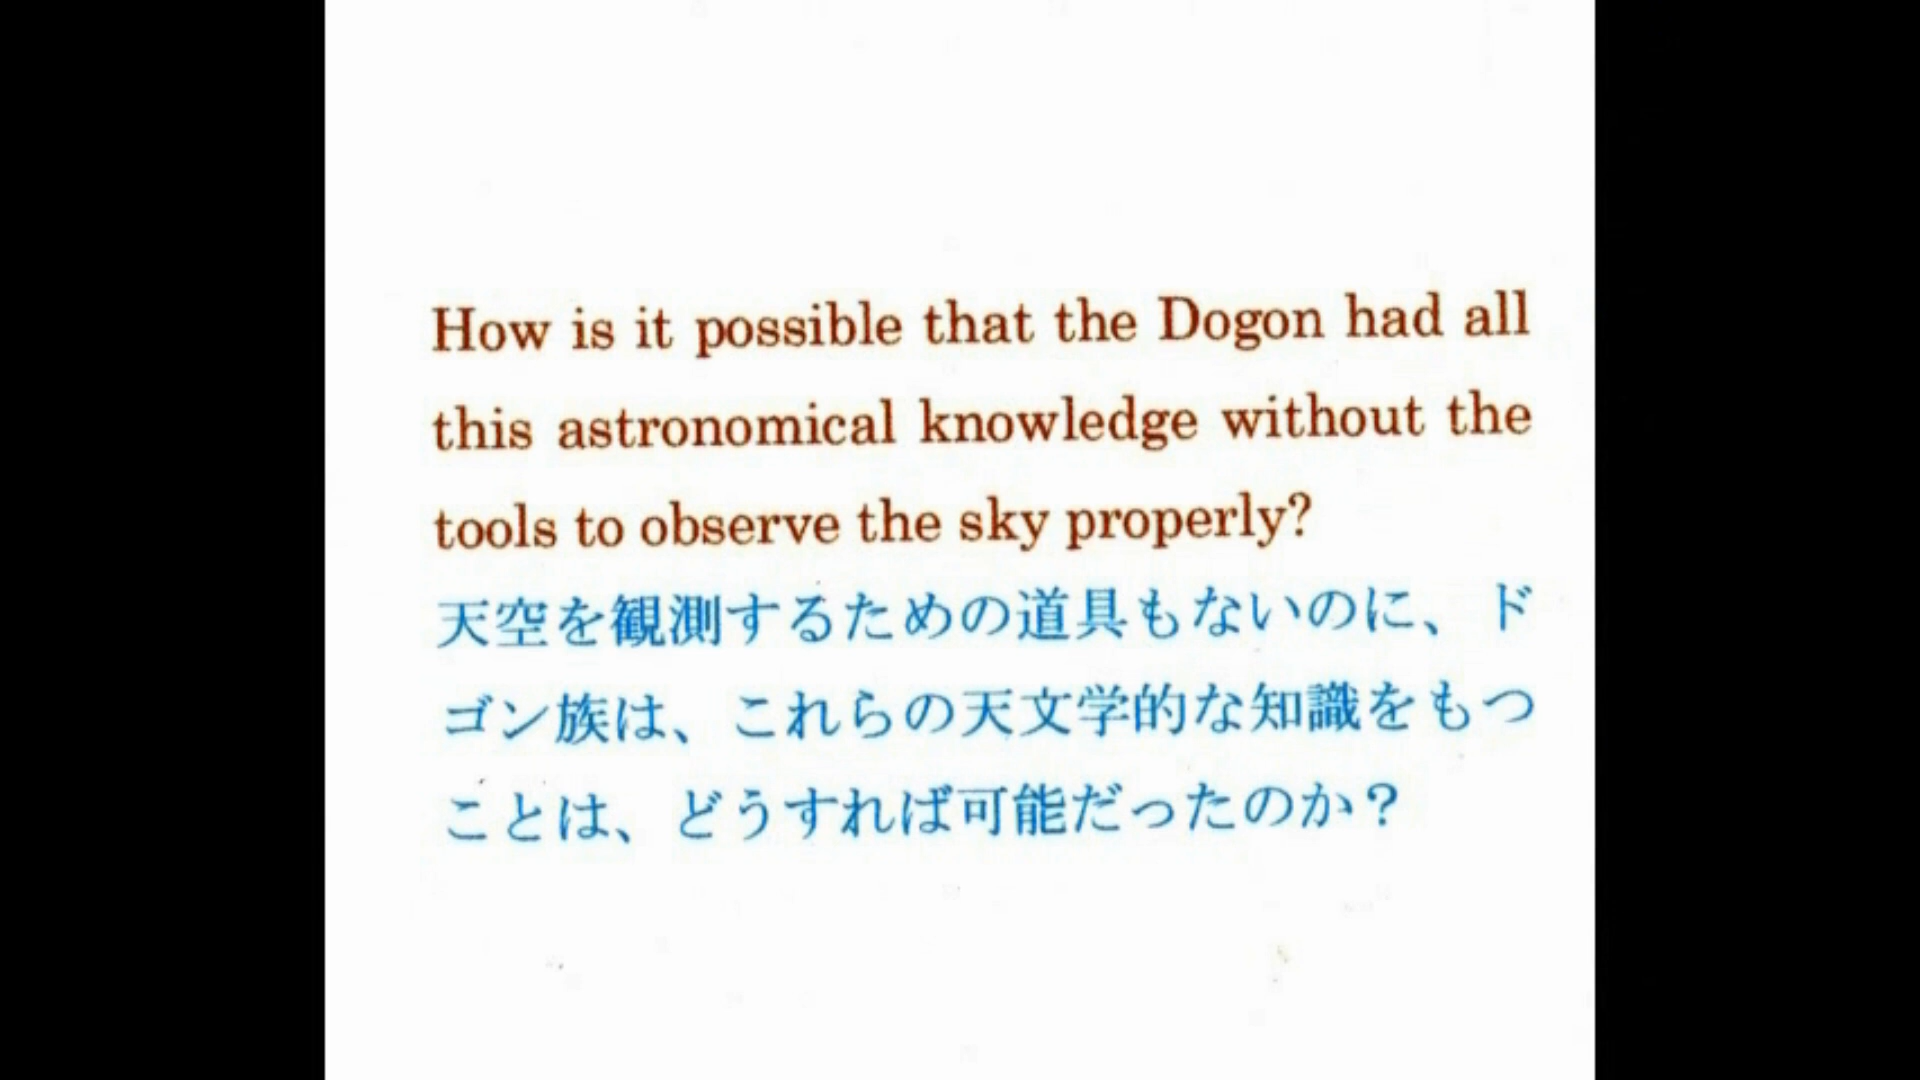 How is it possible that the Dogon had all
this astronomical knowledge without the
tools to observe the sky properly?
天空を観測するための道具もないのに、ド
ゴン族は、これらの天文学的な知識をもつ
ことは、どうすれば可能だったのか？